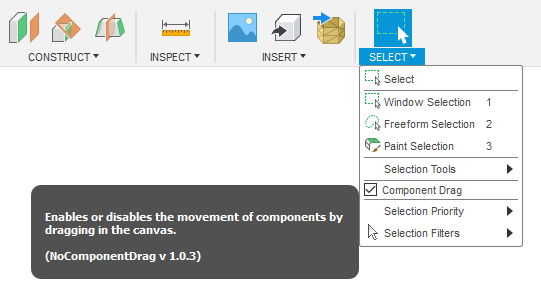 CONSTRUCT
INSPECT
INSERT
SELECT
Select
Window Selection 1
Freeform Selection 2
Paint Selection 3
Selection Tools
Component Drag
Selection Priority
Selection Filters
Enables or disables the movement of components by
dragging in the canvas.
(NoComponentDrag v 1.0.3)